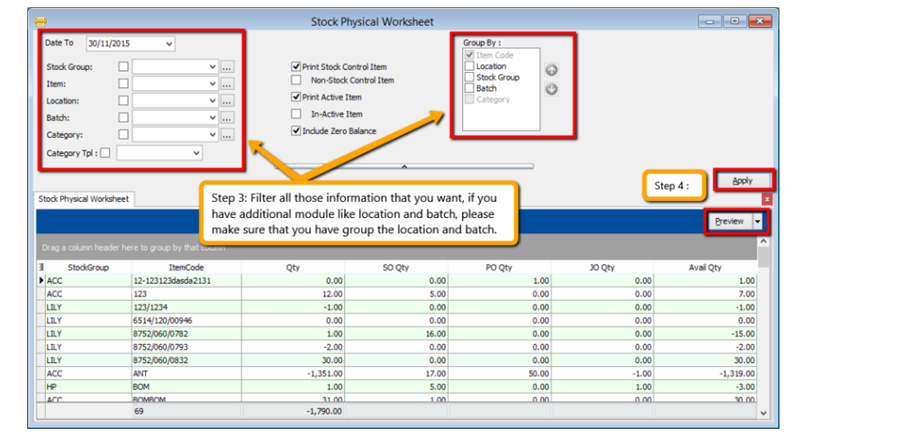 Stock Physical Worksheet
Date To 30/11/2015
Stock Group: ...
Item: ...
Location: ...
Batch: ...
Category: ...
Category Tpl :
Print Stock Control Item
Non-Stock Control Item
Print Active Item
In-Active Item
Include Zero Balance
Group By :
Item Code
Location
Stock Group
Batch
Category
Step 4 :
Apply
Step 3: Filter all those information that you want, if you
have additional module like location and batch, please
make sure that you have group the location and batch.
Stock Physical Worksheet
Preview
Drag a column header here to group by that column
StockGroup ItemCode Qty SO Qty PO Qty JO Qty Avail Qty
ACC 12-123123dasda2131 0.00 0.00 1.00 0.00 1.00
ACC 123 12.00 5.00 0.00 0.00 7.00
LILY 123/1234 -1.00 0.00 0.00 0.00 -1.00
LILY 6514/120/00946 0.00 0.00 0.00 0.00 0.00
LILY 8752/060/0782 1.00 16.00 0.00 0.00 -15.00
LILY 8752/060/0793 -2.00 0.00 0.00 0.00 -2.00
LILY 8752/060/0832 30.00 0.00 0.00 0.00 30.00
ACC ANT -1,351.00 17.00 50.00 -1.00 -1,319.00
HP BOM 1.00 5.00 0.00 1.00 -3.00
ACC BOMBOM 31.00 1.00 0.00 0.00 30.00
69 -1,790.00